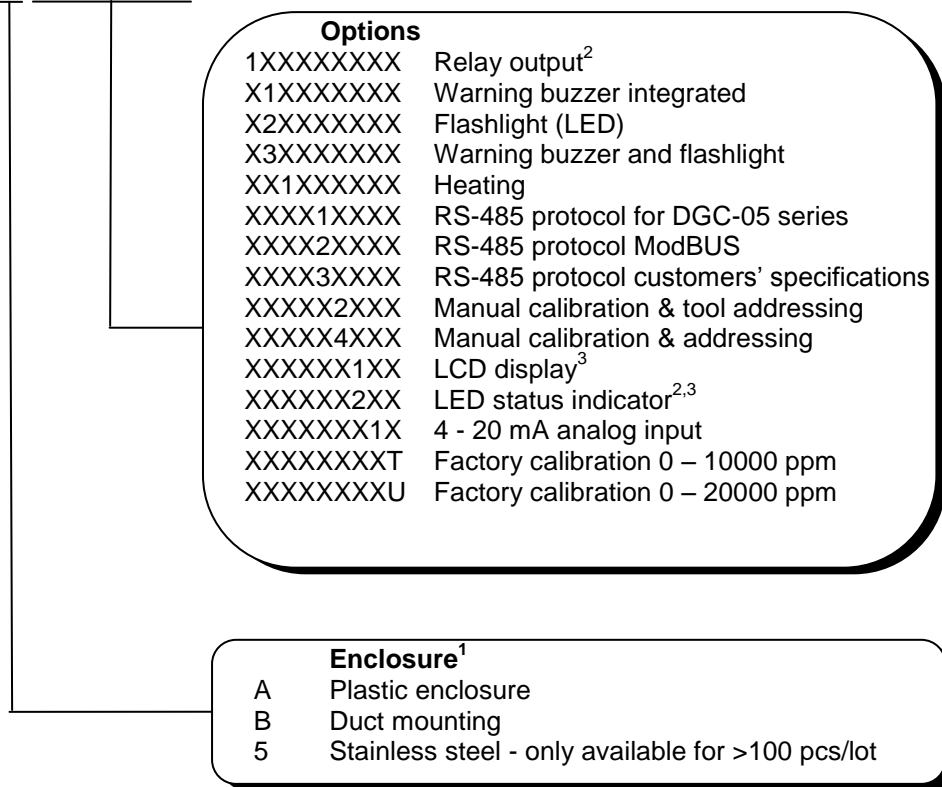 Options
1XXXXXXXX Relay output2
X1XXXXXXX Warning buzzer integrated
X2XXXXXXX Flashlight (LED)
X3XXXXXXX Warning buzzer and flashlight
XX1XXXXXX Heating
XXXX1XXXX RS-485 protocol for DGC-05 series
XXXX2XXXX RS-485 protocol ModBUS
XXXX3XXXX RS-485 protocol customers’ specifications
XXXXX2XXX Manual calibration & tool addressing
XXXXX4XXX Manual calibration & addressing
XXXXXX1XX LCD display3
XXXXXX2XX LED status indicator2,3
XXXXXXX1X 4 - 20 mA analog input
XXXXXXXXT Factory calibration 0 – 10000 ppm
XXXXXXXXU Factory calibration 0 – 20000 ppm
Enclosure1
A Plastic enclosure
B Duct mounting
5 Stainless steel - only available for >100 pcs/lot